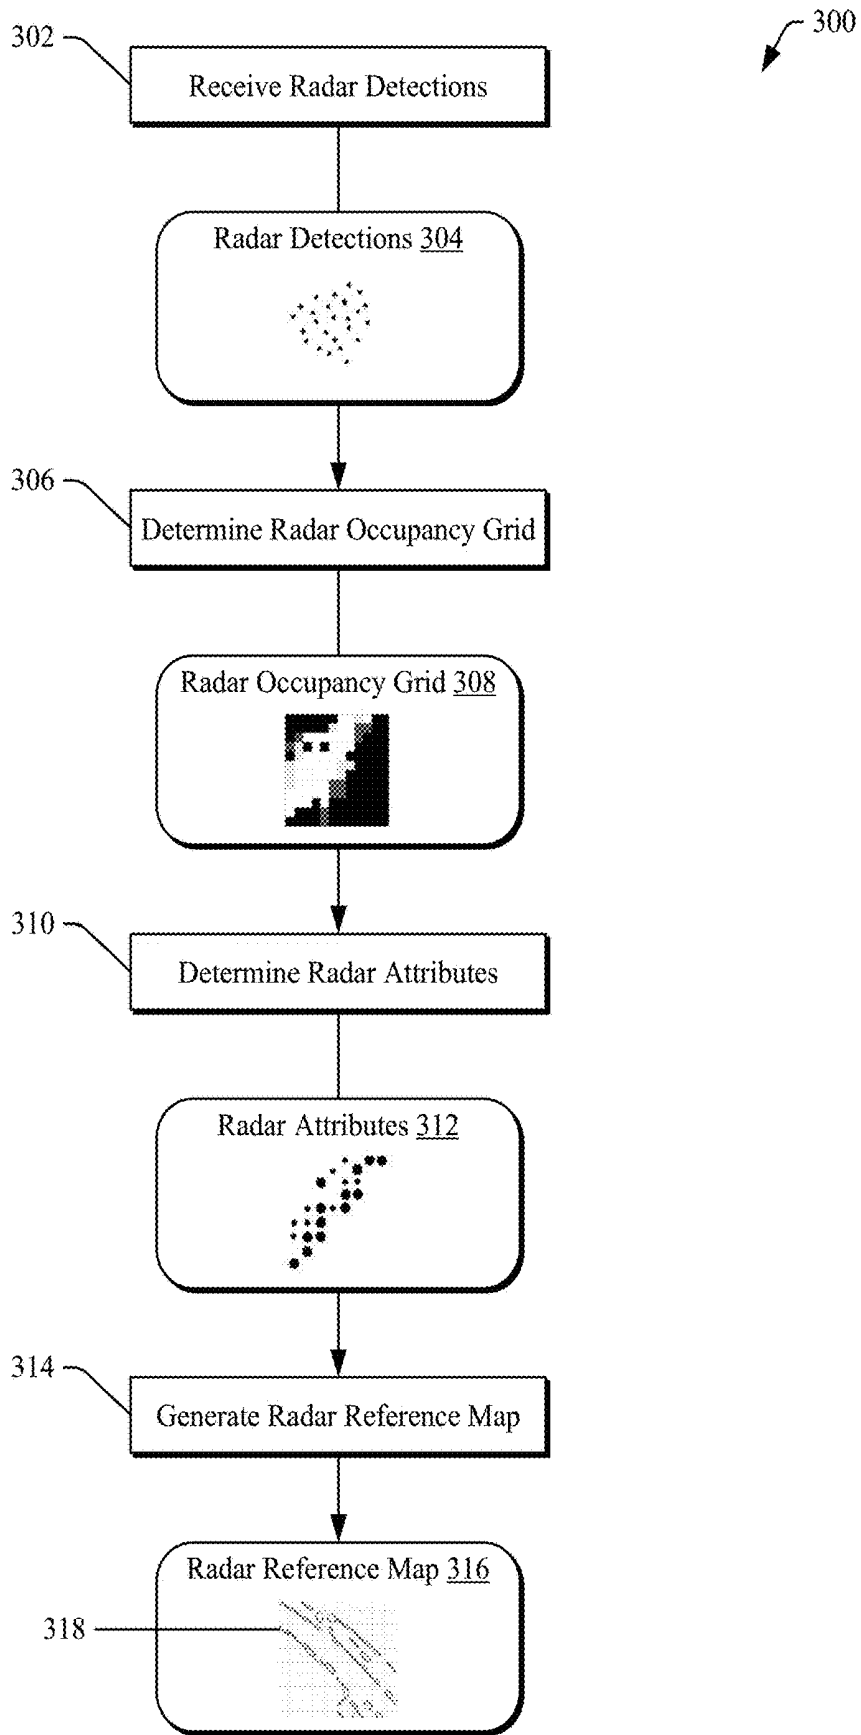 300
302
Receive Radar Detections
Radar Detections 304
306
Determine Radar Occupancy Grid
Radar Occupancy Grid 308
310
Determine Radar Attributes
Radar Attributes 312
314
Generate Radar Reference Map
Radar Reference Map 316
318